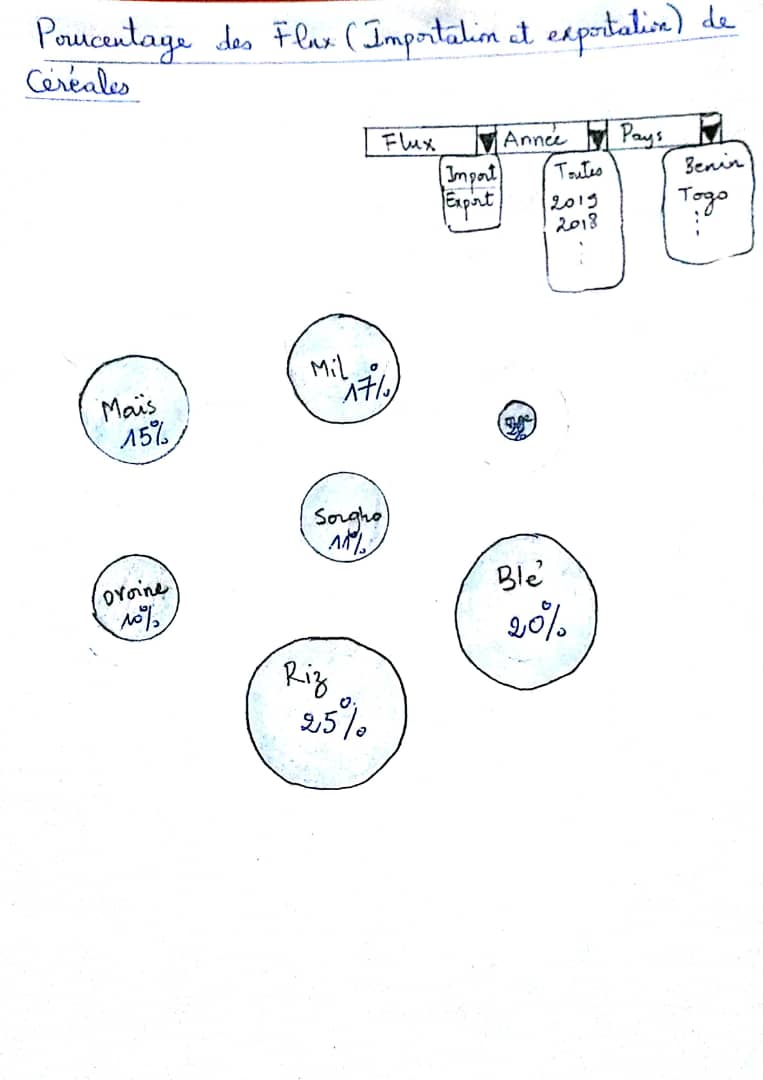 Pourcentage des Flux (Importation et exportation) de
Céréales
Flux Année Pays
Import
Export
Toutes
2019
2018
Benin
Togo
Mil
17%
Maïs
15%
Sorgho
11%
avoine
10%
Blé
20%
Riz
25%